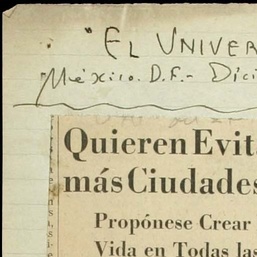 "EL UNIVER
México. D.F.- Dici
Quieren Evit
más Ciudades
Propónese Crear
Vida en Todas las